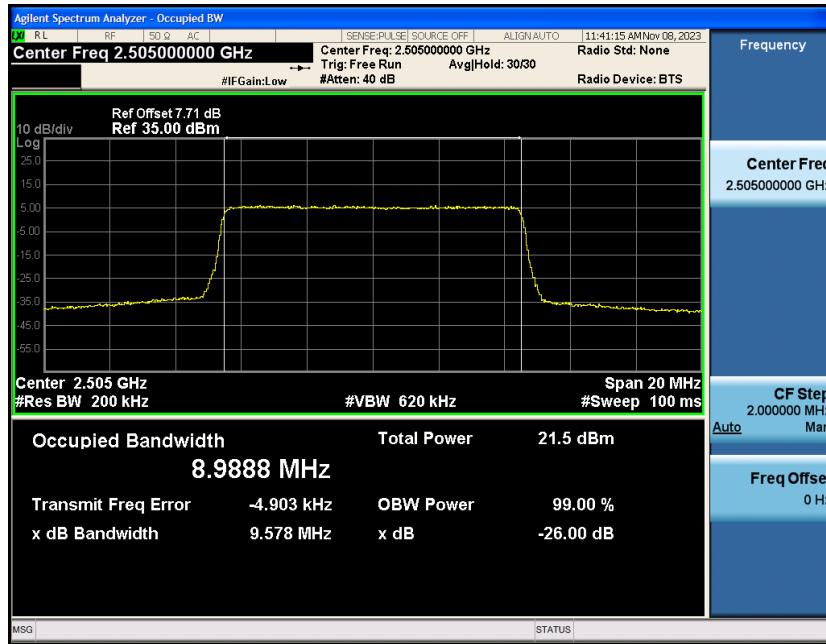 Agilent Spectrum Analyzer - Occupied BW
LXI RL RF 50 Ω AC SENSE:PULSE SOURCE OFF ALIGN AUTO 11:41:15 AM Nov 08, 2023
Center Freq 2.505000000 GHz
Center Freq: 2.505000000 GHz Radio Std: None
Trig: Free Run Avg|Hold: 30/30
#IFGain:Low #Atten: 40 dB Radio Device: BTS
Ref Offset 7.71 dB
10 dB/div Ref 35.00 dBm
Log
25.0
15.0
5.00
-5.00
-15.0
-25.0
-35.0
-45.0
-55.0
Center 2.505 GHz Span 20 MHz
#Res BW 200 kHz #VBW 620 kHz #Sweep 100 ms
Occupied Bandwidth Total Power 21.5 dBm
8.9888 MHz
Transmit Freq Error -4.903 kHz OBW Power 99.00 %
x dB Bandwidth 9.578 MHz x dB -26.00 dB
MSG STATUS
Frequency
Center Freq
2.505000000 GHz
CF Step
2.000000 MHz
Auto Man
Freq Offse
0 Hz